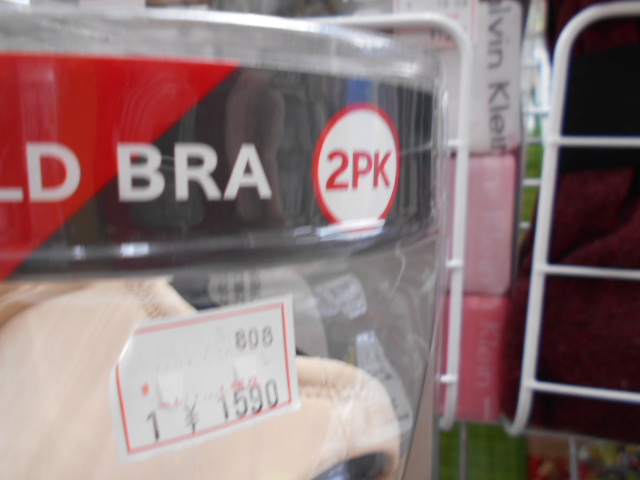 LD BRA
2PK
808
1 ¥ 1590
lvin Klein
Klein